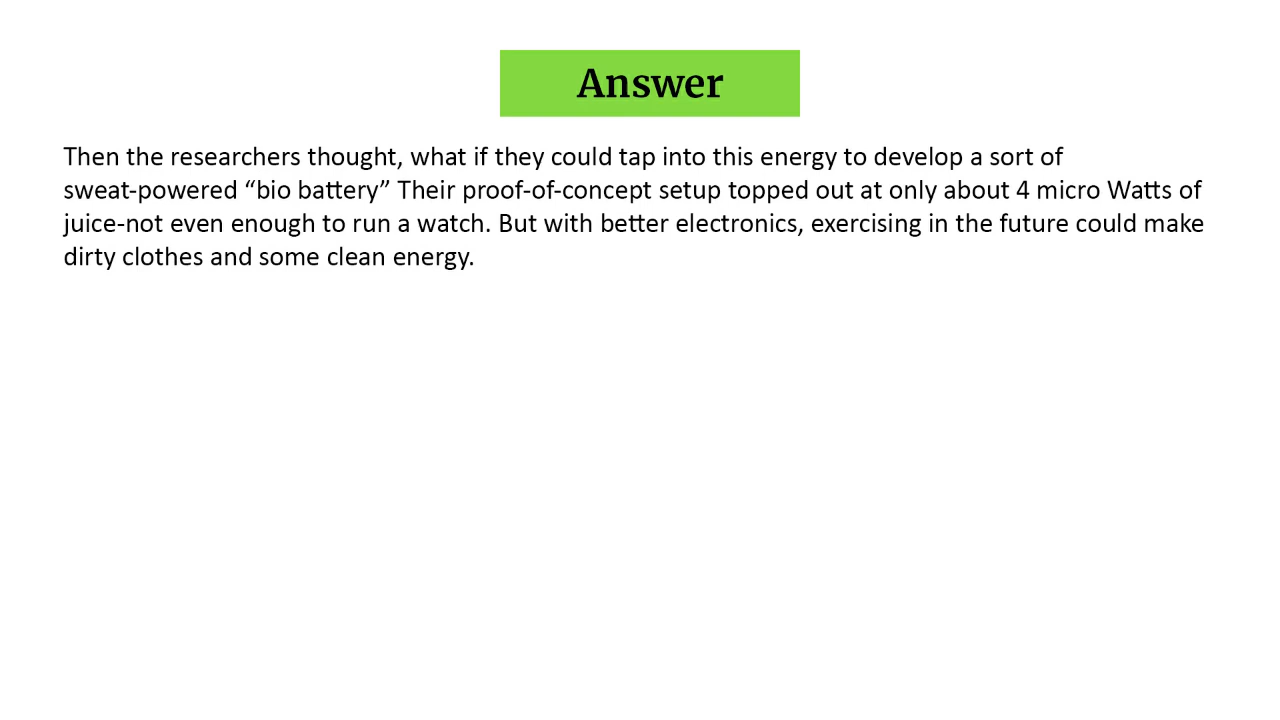 Answer
Then the researchers thought, what if they could tap into this energy to develop a sort of
sweat-powered “bio battery” Their proof-of-concept setup topped out at only about 4 micro Watts of
juice-not even enough to run a watch. But with better electronics, exercising in the future could make
dirty clothes and some clean energy.